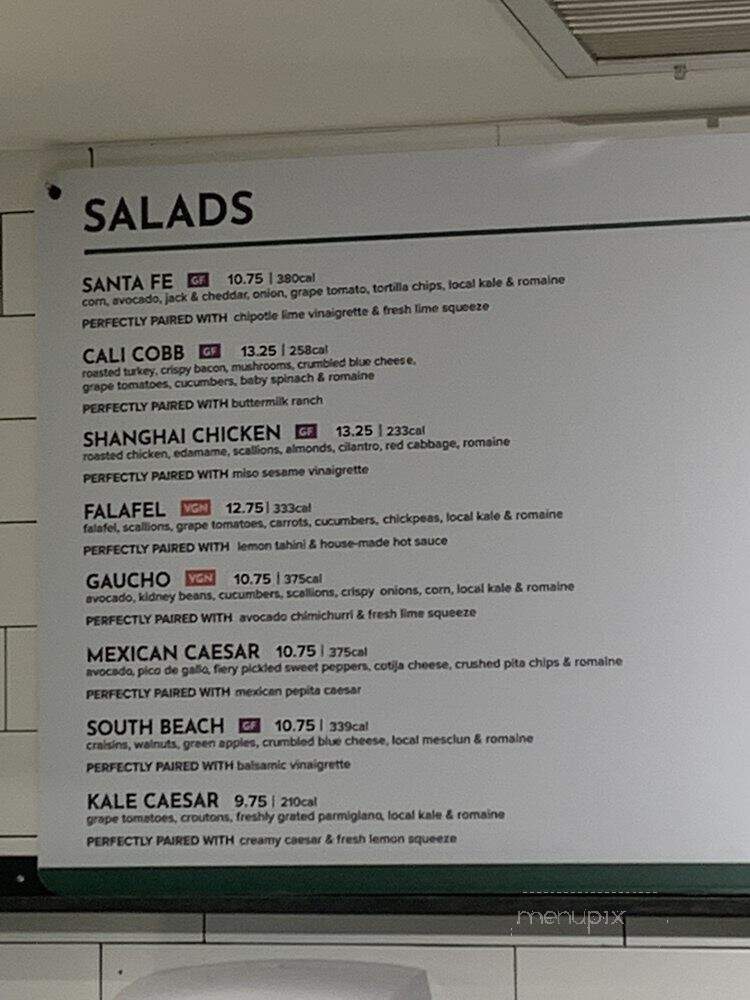 SALADS
SANTA FE GF 10.75 | 380cal
corn, avocado, jack & cheddar, onion, grape tomato, tortilla chips, local kale & romaine
PERFECTLY PAIRED WITH chipotle lime vinaigrette & fresh lime squeeze
CALI COBB GF 13.25 | 258cal
roasted turkey, crispy bacon, mushrooms, crumbled blue cheese,
grape tomatoes, cucumbers, baby spinach & romaine
PERFECTLY PAIRED WITH buttermilk ranch
SHANGHAI CHICKEN GF 13.25 | 233cal
roasted chicken, edamame, scallions, almonds, cilantro, red cabbage, romaine
PERFECTLY PAIRED WITH miso sesame vinaigrette
FALAFEL VGN 12.75 | 333cal
falafel, scallions, grape tomatoes, carrots, cucumbers, chickpeas, local kale & romaine
PERFECTLY PAIRED WITH lemon tahini & house-made hot sauce
GAUCHO VGN 10.75 | 375cal
avocado, kidney beans, cucumbers, scallions, crispy onions, corn, local kale & romaine
PERFECTLY PAIRED WITH avocado chimichurri & fresh lime squeeze
MEXICAN CAESAR 10.75 | 375cal
avocado, pico de gallo, fiery pickled sweet peppers, cotija cheese, crushed pita chips & romaine
PERFECTLY PAIRED WITH mexican pepita caesar
SOUTH BEACH GF 10.75 | 339cal
craisins, walnuts, green apples, crumbled blue cheese, local mesclun & romaine
PERFECTLY PAIRED WITH balsamic vinaigrette
KALE CAESAR 9.75 | 210cal
grape tomatoes, croutons, freshly grated parmigiano, local kale & romaine
PERFECTLY PAIRED WITH creamy caesar & fresh lemon squeeze
menupix